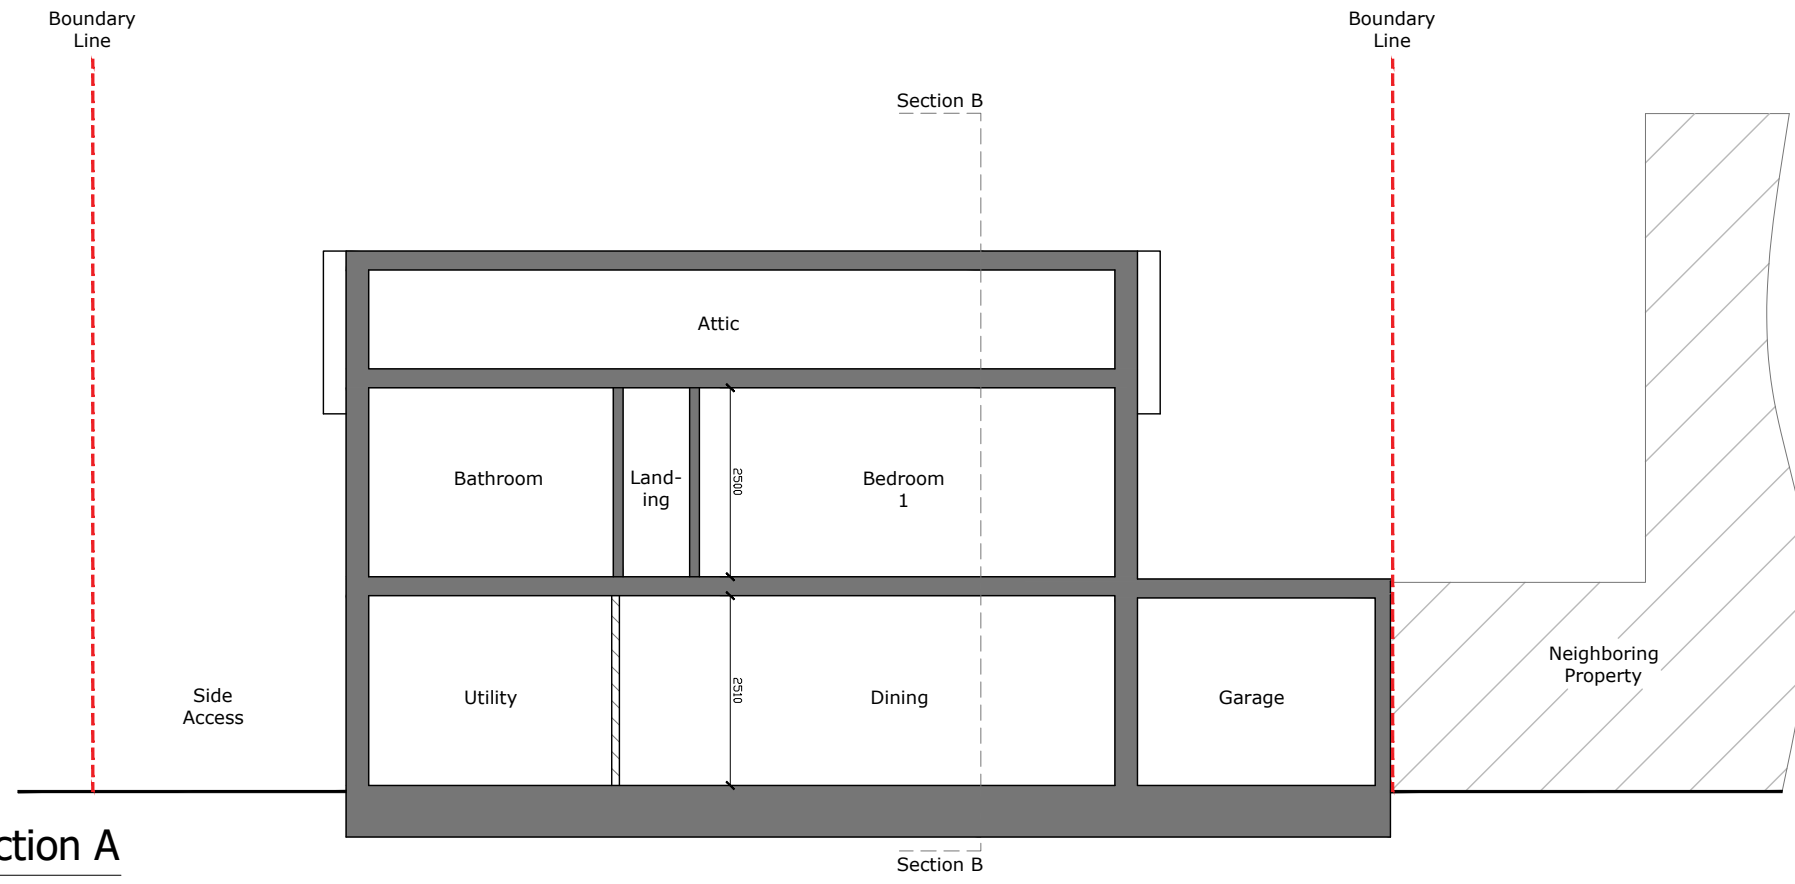 Boundary
Line
Boundary
Line
Section B
Attic
Bathroom
Land-
ing
2500
Bedroom
1
Side
Access
Utility
2510
Dining
Garage
Neighboring
Property
ction A
Section B